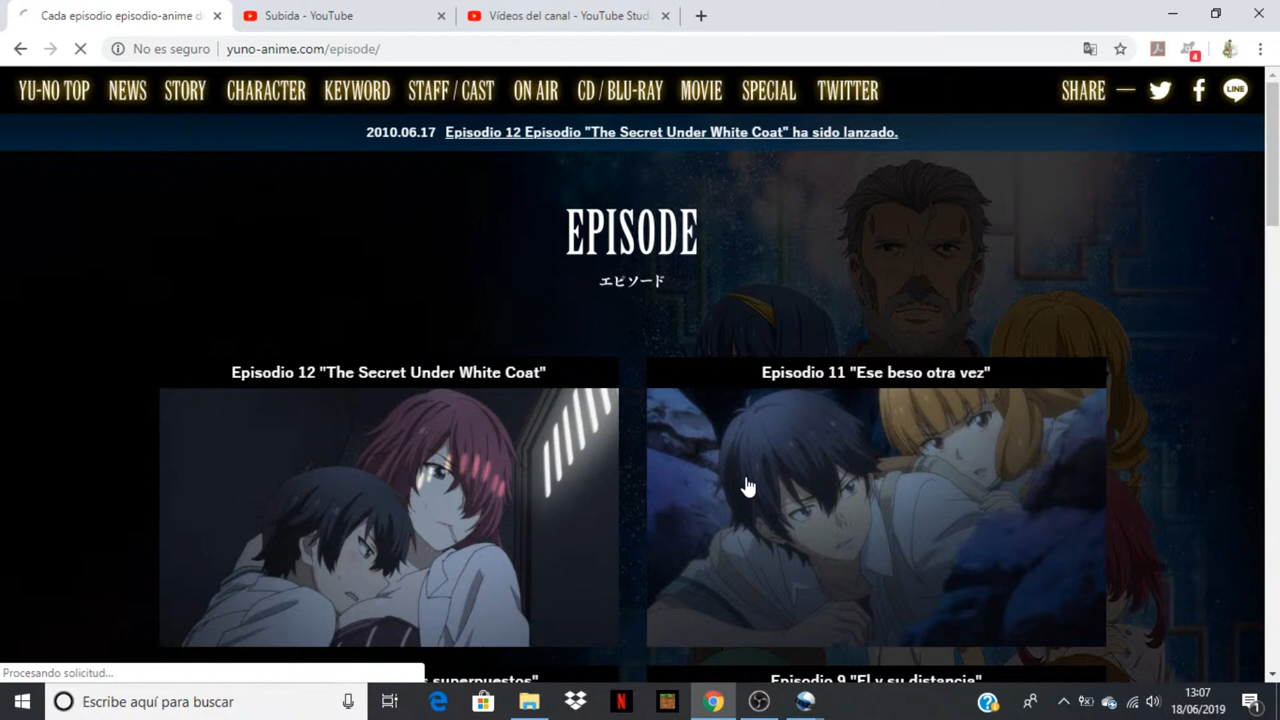 Cada episodio episodio-anime de
Subida - YouTube
Vídeos del canal - YouTube Stud
No es seguro
yuno-anime.com/episode/
4
YU-NO TOP NEWS STORY CHARACTER KEYWORD STAFF / CAST ON AIR CD / BLU-RAY MOVIE SPECIAL TWITTER SHARE LINE
2010.06.17 Episodio 12 Episodio "The Secret Under White Coat" ha sido lanzado.
EPISODE
エピソード
Episodio 12 "The Secret Under White Coat"
Episodio 11 "Ese beso otra vez"
Procesando solicitud...
superpuestos"
Episodio 9 "El y su distancia"
Escribe aquí para buscar
13:07
18/06/2019
1